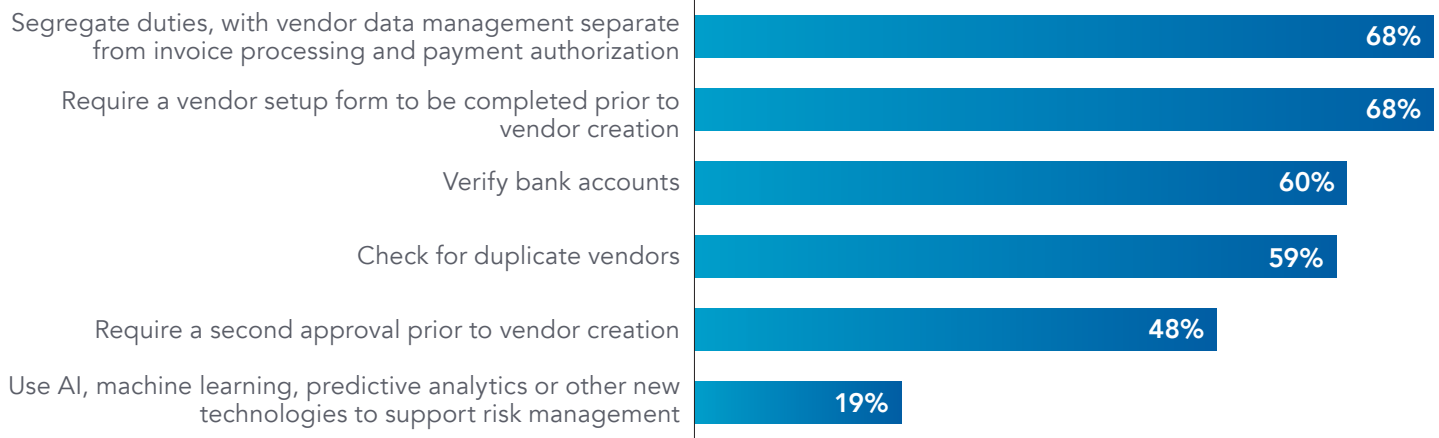 Segregate duties, with vendor data management separate
from invoice processing and payment authorization
68%
Require a vendor setup form to be completed prior to
vendor creation
68%
Verify bank accounts
60%
Check for duplicate vendors
59%
Require a second approval prior to vendor creation
48%
Use AI, machine learning, predictive analytics or other new
technologies to support risk management
19%